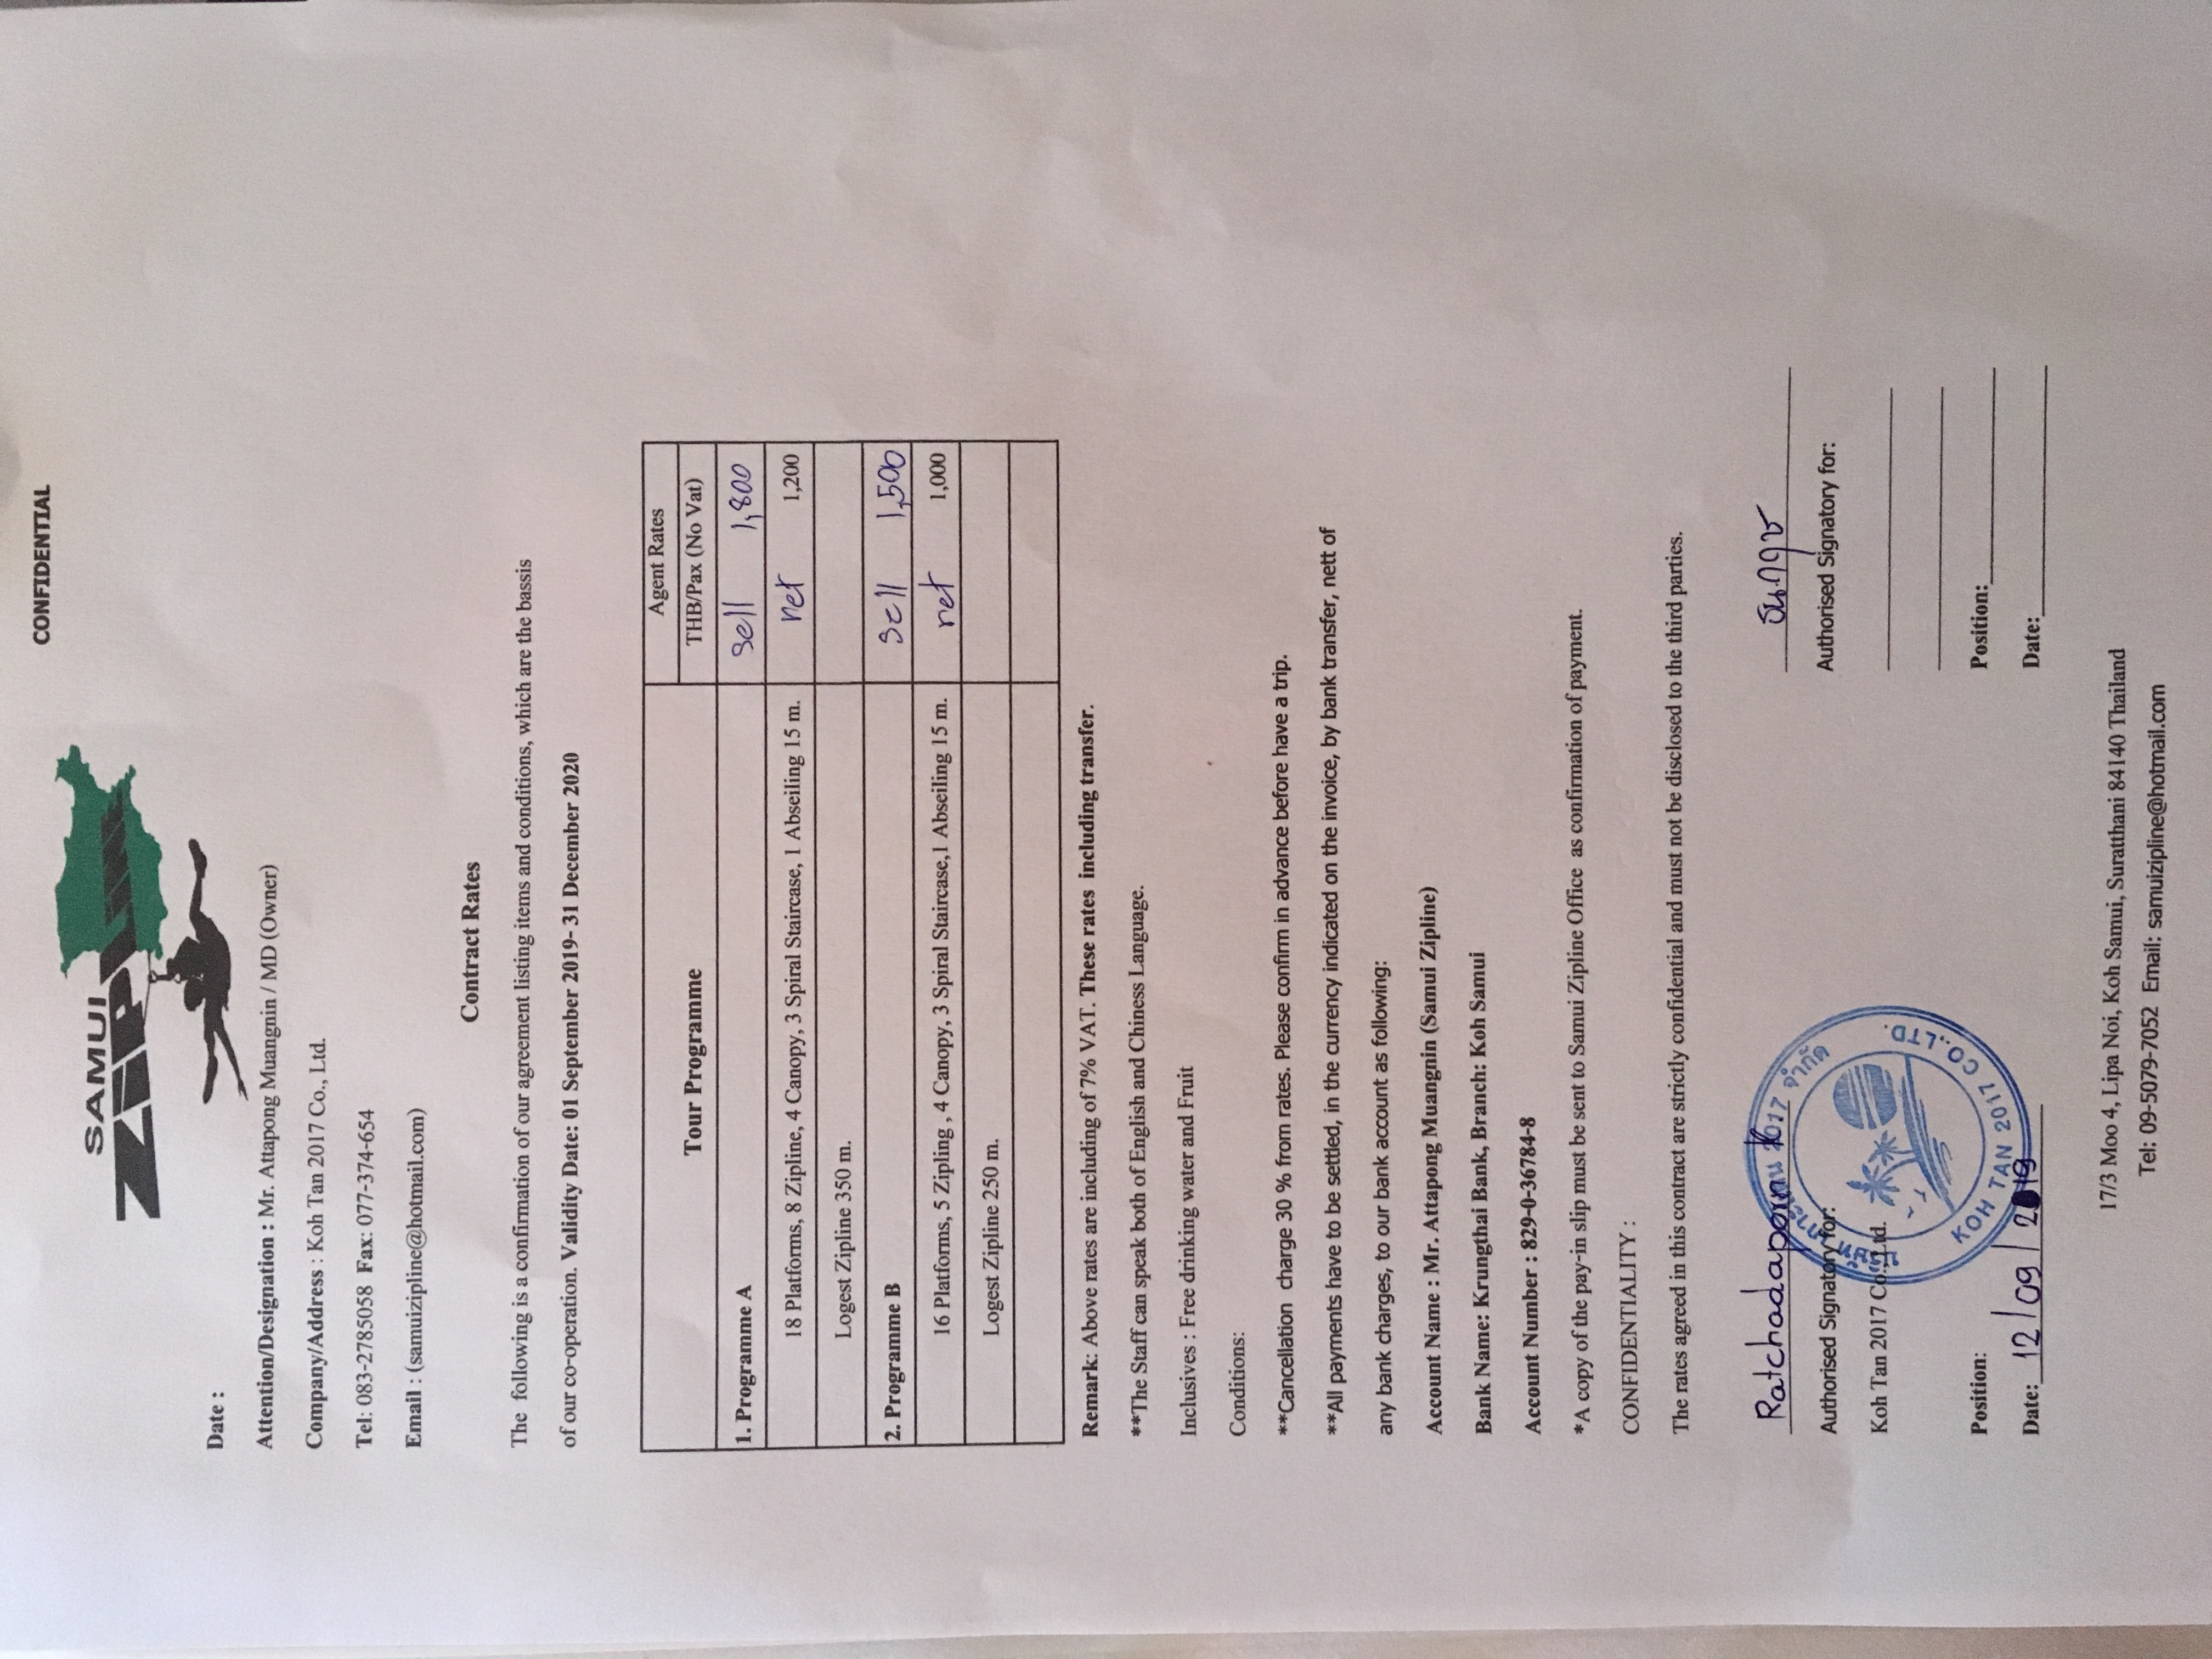 CONFIDENTIAL
SAMUI
ZIPLINE
Date :
Attention/Designation : Mr. Attapong Muangnin / MD (Owner)
Company/Address : Koh Tan 2017 Co., Ltd.
Tel: 083-2785058 Fax: 077-374-654
Email : (samuizipline@hotmail.com)
Contract Rates
The following is a confirmation of our agreement listing items and conditions, which are the bassis
of our co-operation. Validity Date: 01 September 2019- 31 December 2020
Agent Rates
Tour Programme THB/Pax (No Vat)
1. Programme A sell 1,800
18 Platforms, 8 Zipline, 4 Canopy, 3 Spiral Staircase, 1 Abseiling 15 m. net 1,200
Logest Zipline 350 m.
2. Programme B sell 1,500
16 Platforms, 5 Zipling , 4 Canopy, 3 Spiral Staircase,1 Abseiling 15 m. net 1,000
Logest Zipline 250 m.
Remark: Above rates are including of 7% VAT. These rates including transfer.
**The Staff can speak both of English and Chiness Language.
Inclusives : Free drinking water and Fruit
Conditions:
**Cancellation charge 30 % from rates. Please confirm in advance before have a trip.
**All payments have to be settled, in the currency indicated on the invoice, by bank transfer, nett of
any bank charges, to our bank account as following:
Account Name : Mr. Attapong Muangnin (Samui Zipline)
Bank Name: Krungthai Bank, Branch: Koh Samui
Account Number : 829-0-36784-8
*A copy of the pay-in slip must be sent to Samui Zipline Office as confirmation of payment.
CONFIDENTIALITY :
The rates agreed in this contract are strictly confidential and must not be disclosed to the third parties.
Ratchadaporn K.
บริษัท เกาะแตน 2017 จำกัด
KOH TAN 2017 CO.,LTD.
Authorised Signatory for: Authorised Signatory for:
Koh Tan 2017 Co., Ltd.
Position: Position:
Date: 12/09/2019 Date:
17/3 Moo 4, Lipa Noi, Koh Samui, Suratthani 84140 Thailand
Tel: 09-5079-7052 Email: samuizipline@hotmail.com